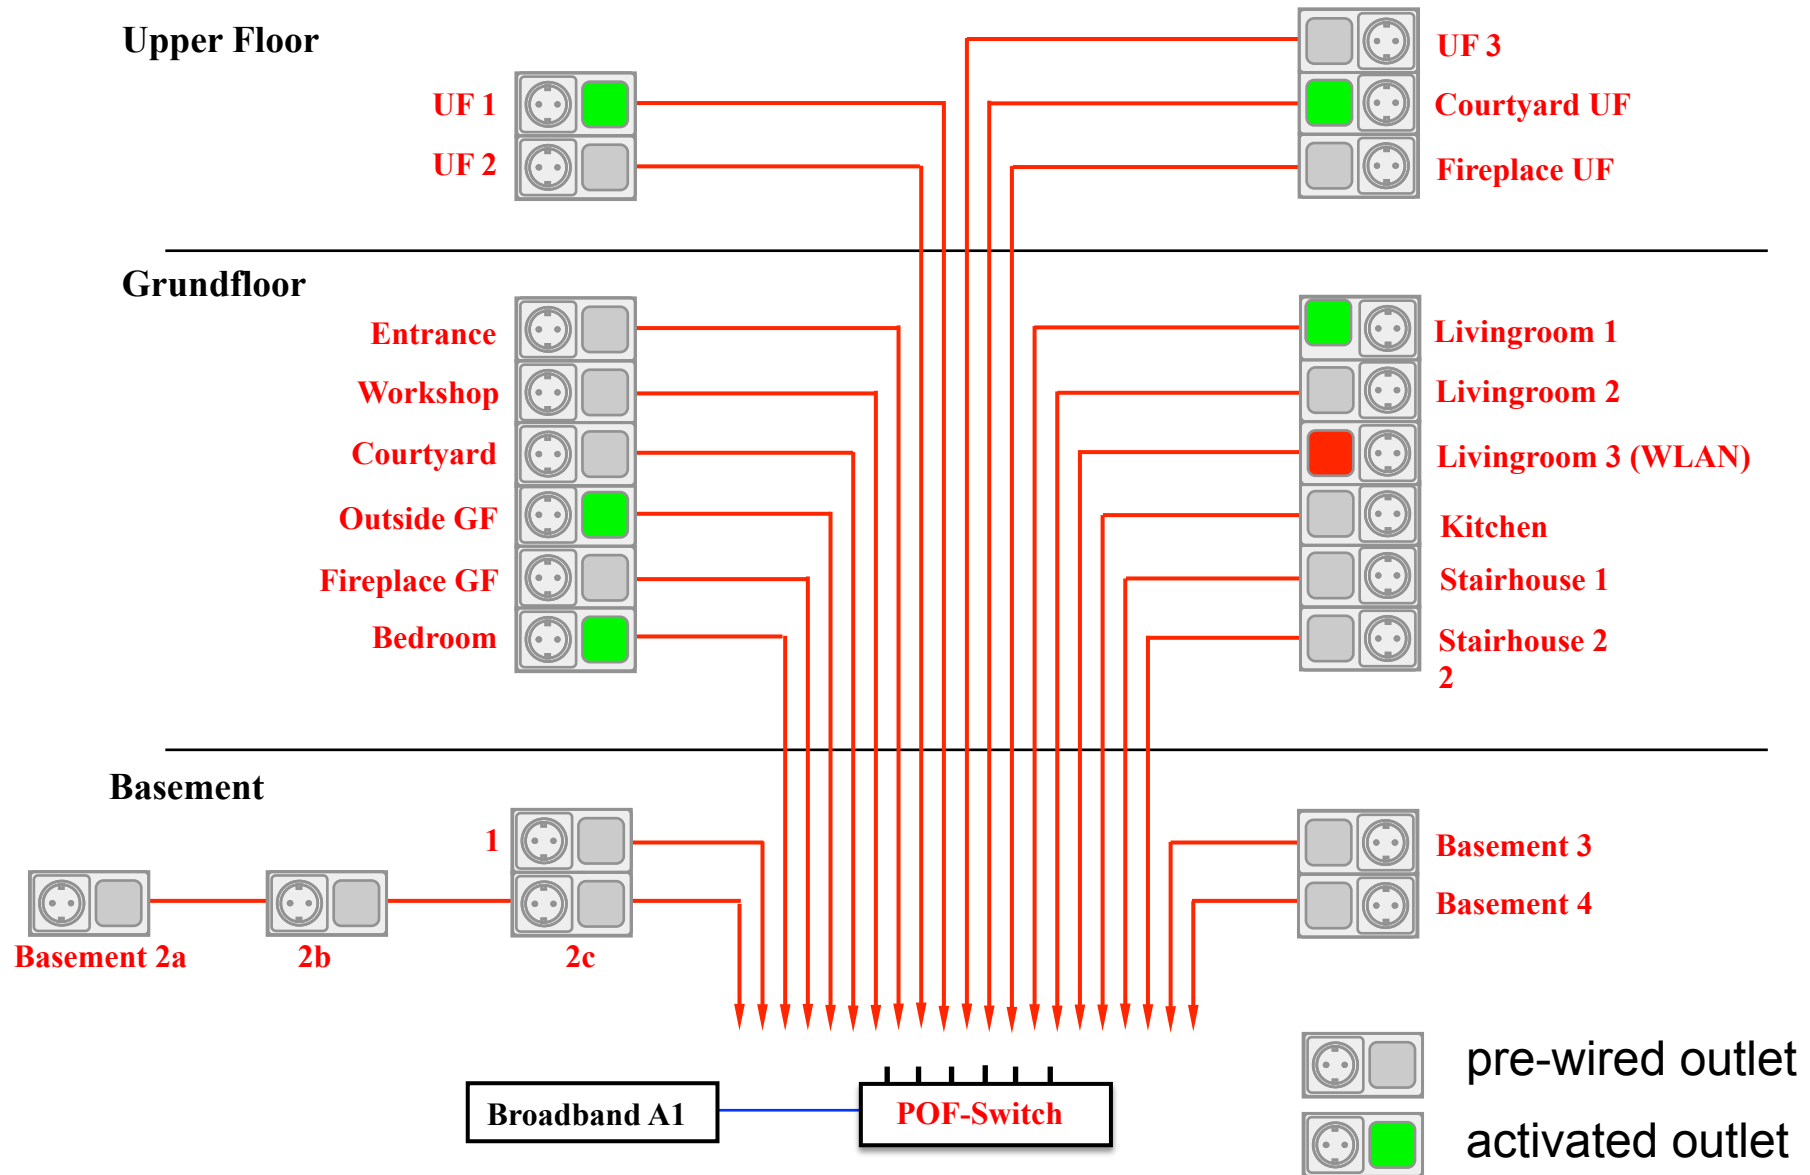 Upper Floor
UF 1
UF 2
UF 3
Courtyard UF
Fireplace UF
Grundfloor
Entrance
Workshop
Courtyard
Outside GF
Fireplace GF
Bedroom
Livingroom 1
Livingroom 2
Livingroom 3 (WLAN)
Kitchen
Stairhouse 1
Stairhouse 2
2
Basement
1
Basement 2a
2b
2c
Basement 3
Basement 4
Broadband A1
POF-Switch
pre-wired outlet
activated outlet